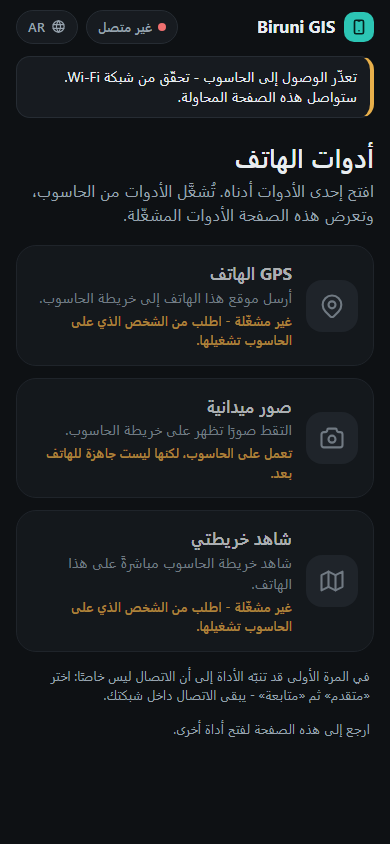 Biruni GIS
غير متصل
AR
تعذّر الوصول إلى الحاسوب - تحقّق من شبكة Wi-Fi.
ستواصل هذه الصفحة المحاولة.
أدوات الهاتف
افتح إحدى الأدوات أدناه. تُشغَّل الأدوات من الحاسوب،
وتعرض هذه الصفحة الأدوات المشغّلة.
GPS الهاتف
أرسل موقع هذا الهاتف إلى خريطة الحاسوب.
غير مشغّلة - اطلب من الشخص الذي على
الحاسوب تشغيلها.
صور ميدانية
التقط صورًا تظهر على خريطة الحاسوب.
تعمل على الحاسوب، لكنها ليست جاهزة للهاتف
بعد.
شاهد خريطتي
شاهد خريطة الحاسوب مباشرةً على هذا
الهاتف.
غير مشغّلة - اطلب من الشخص الذي على
الحاسوب تشغيلها.
في المرة الأولى قد تنبّه الأداة إلى أن الاتصال ليس خاصًا: اختر
«متقدم» ثم «متابعة» - يبقى الاتصال داخل شبكتك.
ارجع إلى هذه الصفحة لفتح أداة أخرى.